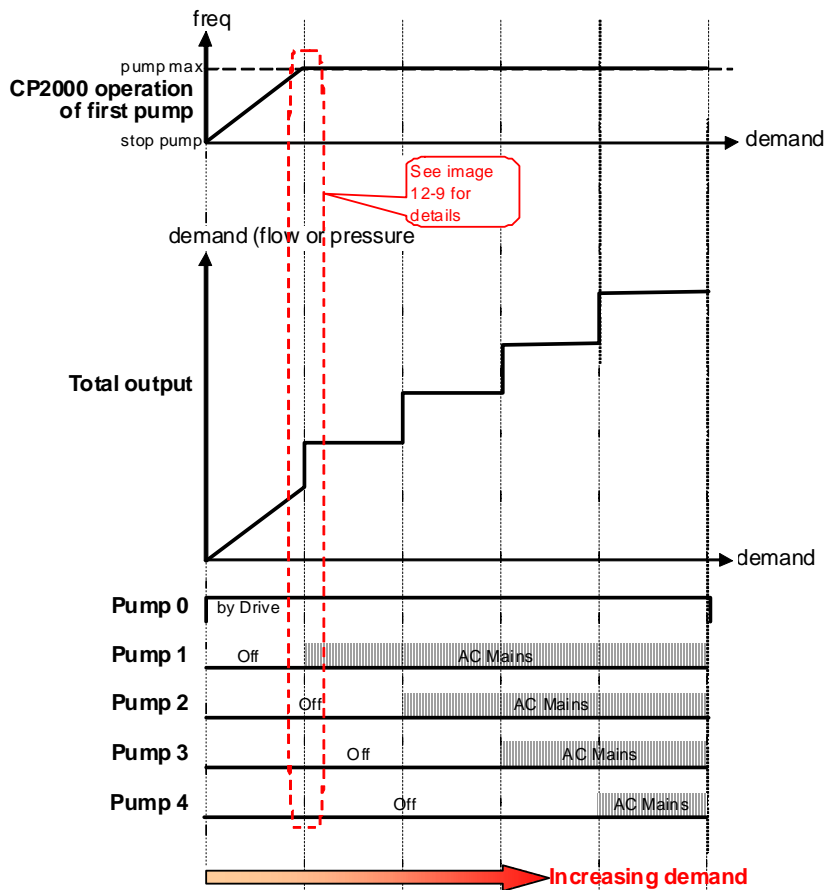 freq
pump max
CP2000 operation
of first pump
stop pump
demand
See image
12-9 for
details
demand (flow or pressure
Total output
demand
Pump 0
by Drive
Pump 1
Off
AC Mains
Pump 2
Off
AC Mains
Pump 3
Off
AC Mains
Pump 4
Off
AC Mains
Increasing demand